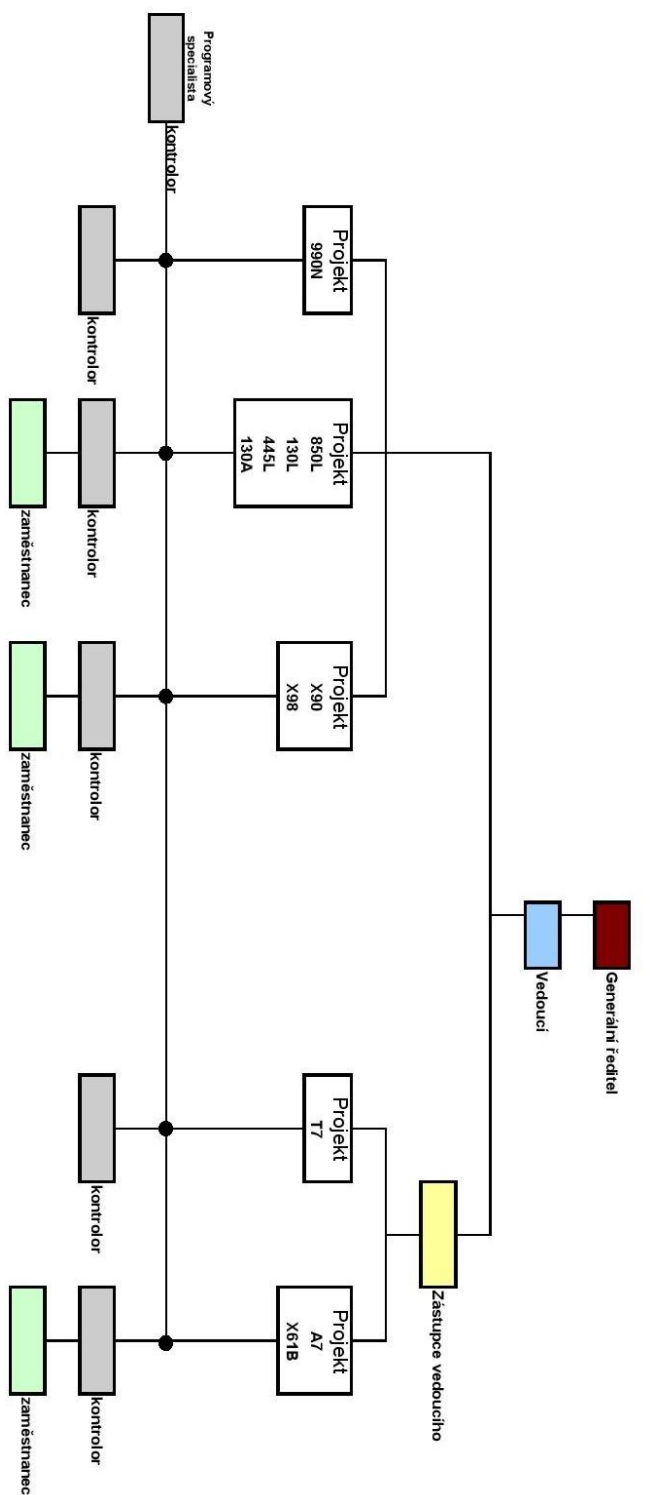 Generální ředitel
Vedoucí
Zástupce vedoucího
Projekt
990N
Projekt
850L
130L
445L
130A
Projekt
X90
X98
Projekt
T7
Projekt
A7
X61B
Programový
specialista
kontrolor
kontrolor
kontrolor
kontrolor
kontrolor
kontrolor
zaměstnanec
zaměstnanec
zaměstnanec